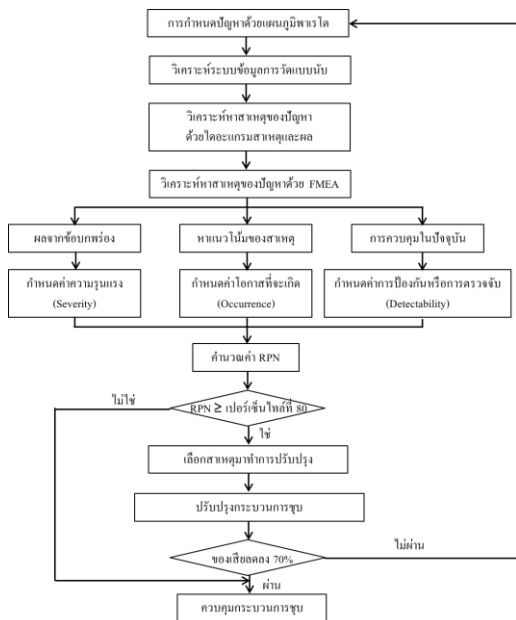 การกำหนดปัญหาด้วยแผนภูมิพาเรโต
วิเคราะห์ระบบข้อมูลการวัดแบบนับ
วิเคราะห์หาสาเหตุของปัญหา
ด้วยไดอะแกรมสาเหตุและผล
วิเคราะห์หาสาเหตุของปัญหาด้วย FMEA
ผลจากข้อบกพร่อง
หาแนวโน้มของสาเหตุ
การควบคุมในปัจจุบัน
กำหนดค่าความรุนแรง
(Severity)
กำหนดค่าโอกาสที่จะเกิด
(Occurrence)
กำหนดค่าการป้องกันหรือการตรวจจับ
(Detectability)
คำนวณค่า RPN
ไม่ใช่
RPN ≥ เปอร์เซ็นไทล์ที่ 80
ใช่
เลือกสาเหตุมาทำการปรับปรุง
ปรับปรุงกระบวนการชุบ
ของเสียลดลง 70%
ไม่ผ่าน
ผ่าน
ควบคุมกระบวนการชุบ